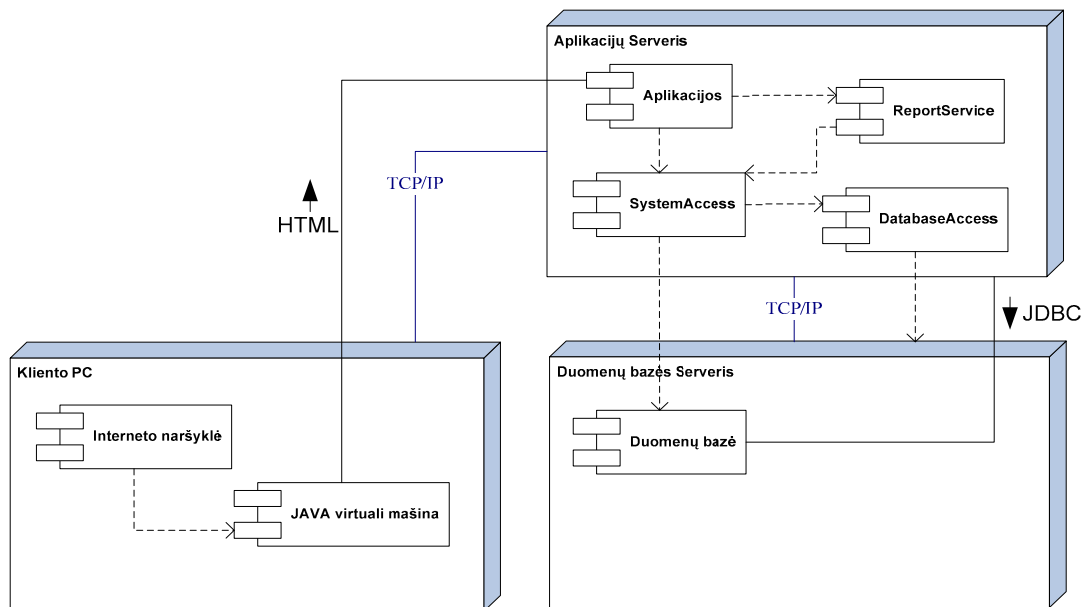 Aplikacijų Serveris
Aplikacijos
ReportService
TCP/IP
SystemAccess
DatabaseAccess
HTML
TCP/IP
JDBC
Kliento PC
Duomenų bazės Serveris
Interneto naršyklė
Duomenų bazė
JAVA virtuali mašina